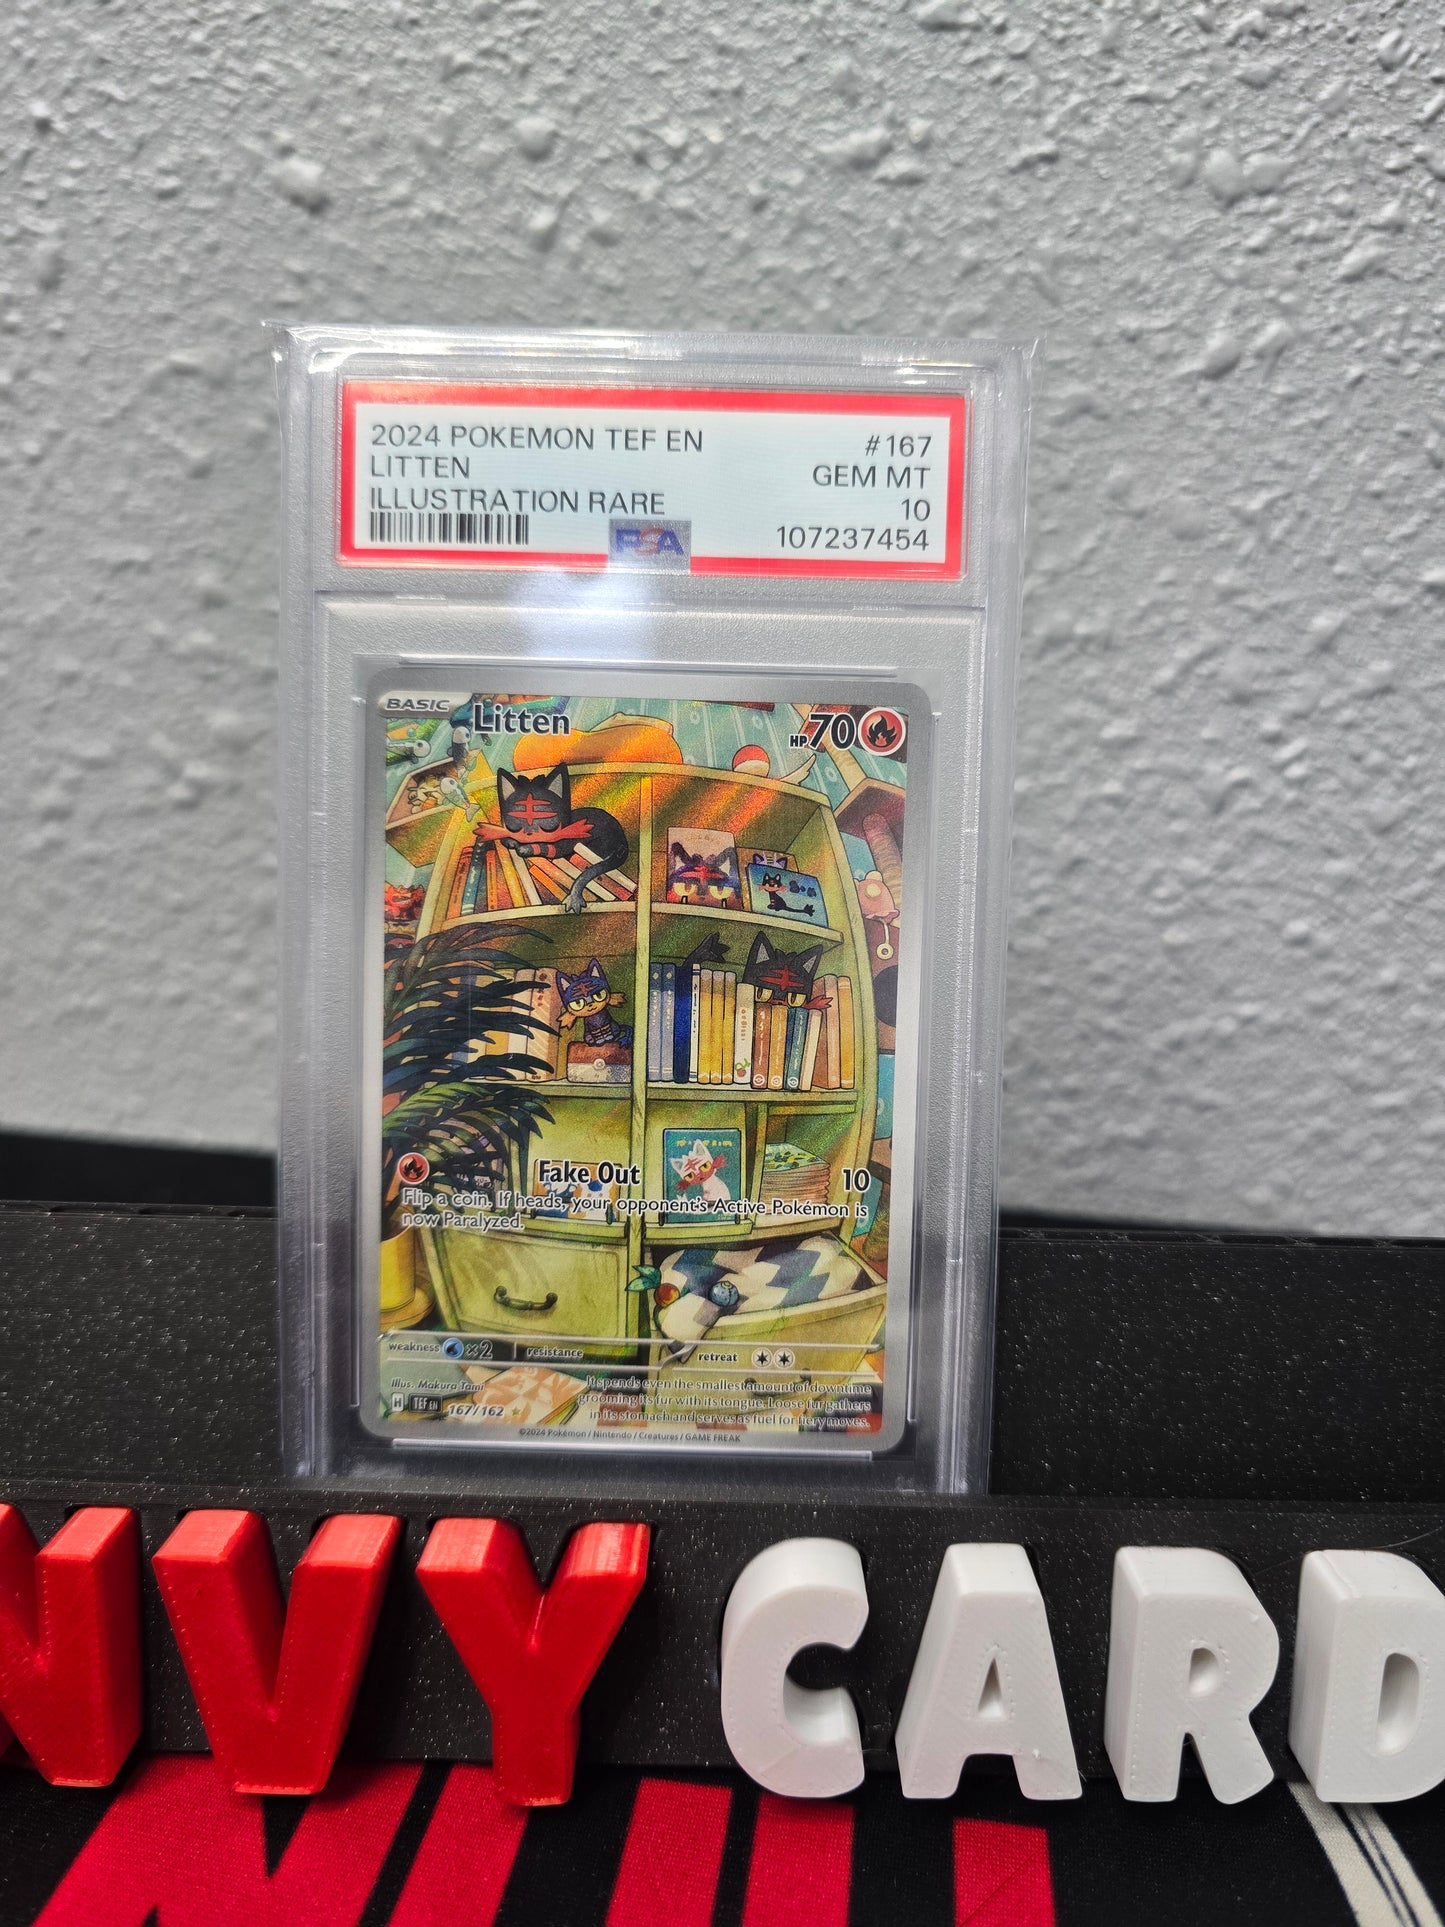 2024 POKEMON TEF EN #167
LITTEN GEM MT
ILLUSTRATION RARE 10
PSA 107237454
BASIC Litten HP 70
Fake Out 10
Flip a coin. If heads, your opponent's Active Pokémon is
now Paralyzed.
weakness ×2 resistance retreat
Illus. Makura Tami
It spends even the smallest amount of downtime
grooming its fur with its tongue. Loose fur gathers
in its stomach and serves as fuel for fiery moves.
H TEF EN 167/162
©2024 Pokémon / Nintendo / Creatures / GAME FREAK
NVY CARD